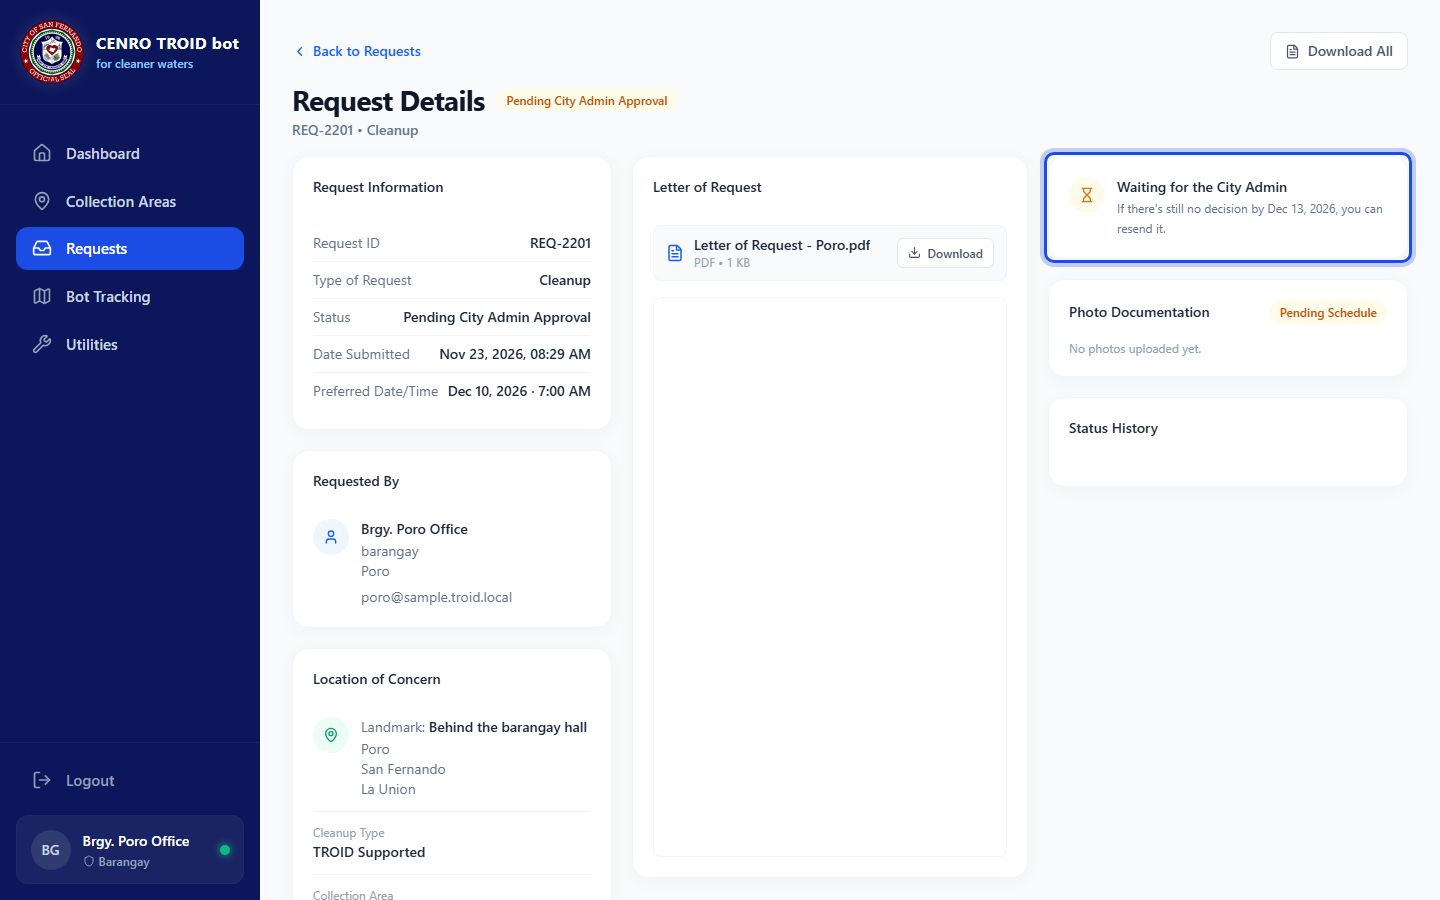 CITY OF SAN FERNANDO
OFFICIAL SEAL
CENRO TROID bot
for cleaner waters
Dashboard
Collection Areas
Requests
Bot Tracking
Utilities
Logout
BG
Brgy. Poro Office
Barangay
Back to Requests
Download All
Request Details
Pending City Admin Approval
REQ-2201 • Cleanup
Request Information
Request ID REQ-2201
Type of Request Cleanup
Status Pending City Admin Approval
Date Submitted Nov 23, 2026, 08:29 AM
Preferred Date/Time Dec 10, 2026 · 7:00 AM
Requested By
Brgy. Poro Office
barangay
Poro
poro@sample.troid.local
Location of Concern
Landmark: Behind the barangay hall
Poro
San Fernando
La Union
Cleanup Type
TROID Supported
Collection Area
Letter of Request
Letter of Request - Poro.pdf
PDF • 1 KB
Download
Waiting for the City Admin
If there's still no decision by Dec 13, 2026, you can
resend it.
Photo Documentation
Pending Schedule
No photos uploaded yet.
Status History